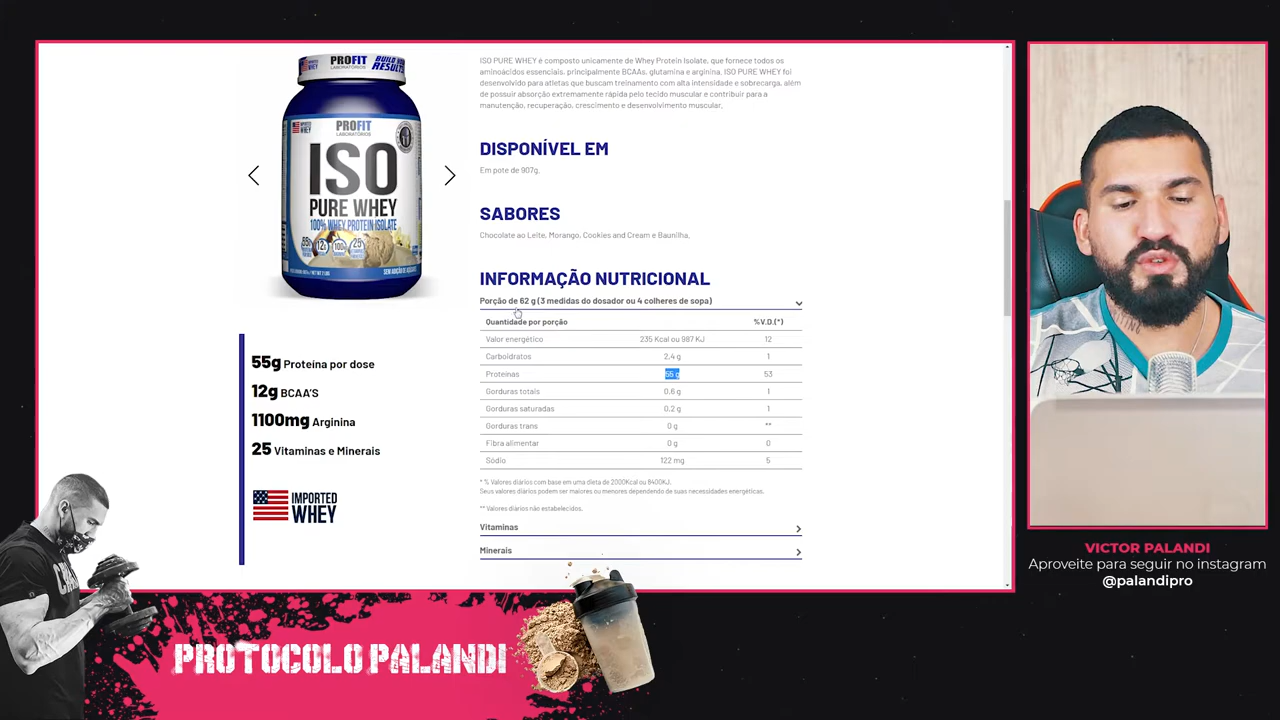 ISO PURE WHEY é composto unicamente de Whey Protein Isolate, que fornece todos os
aminoácidos essenciais, principalmente BCAAs, glutamina e arginina. ISO PURE WHEY foi
desenvolvido para atletas que buscam treinamento com alta intensidade e sobrecarga, além
de possuir absorção extremamente rápida pelo tecido muscular e contribuir para a
manutenção, recuperação, crescimento e desenvolvimento muscular.
DISPONÍVEL EM
Em pote de 907g.
SABORES
Chocolate ao Leite, Morango, Cookies and Cream e Baunilha.
INFORMAÇÃO NUTRICIONAL
Porção de 62 g (3 medidas do dosador ou 4 colheres de sopa)
Quantidade por porção %V.D.(*)
Valor energético 235 Kcal ou 987 KJ 12
Carboidratos 2,4 g 1
Proteínas 55 g 53
Gorduras totais 0.6 g 1
Gorduras saturadas 0.2 g 1
Gorduras trans 0 g **
Fibra alimentar 0 g 0
Sódio 122 mg 5
* % Valores diários com base em uma dieta de 2000Kcal ou 8400KJ.
Seus valores diários podem ser maiores ou menores dependendo de suas necessidades energéticas.
** Valores diários não estabelecidos.
Vitaminas
Minerais
PROFIT
LABORATÓRIOS
BUILD YOUR
RESULTS
IMPORTED
WHEY
PROFIT
LABORATÓRIOS
ISO
PURE WHEY
100% WHEY PROTEIN ISOLATE
55g Proteína por dose
12g BCAA'S
1100mg Arginina
25 Vitaminas e Minerais
IMPORTED
WHEY
PROTOCOLO PALANDI
VICTOR PALANDI
Aproveite para seguir no instagram
@palandipro